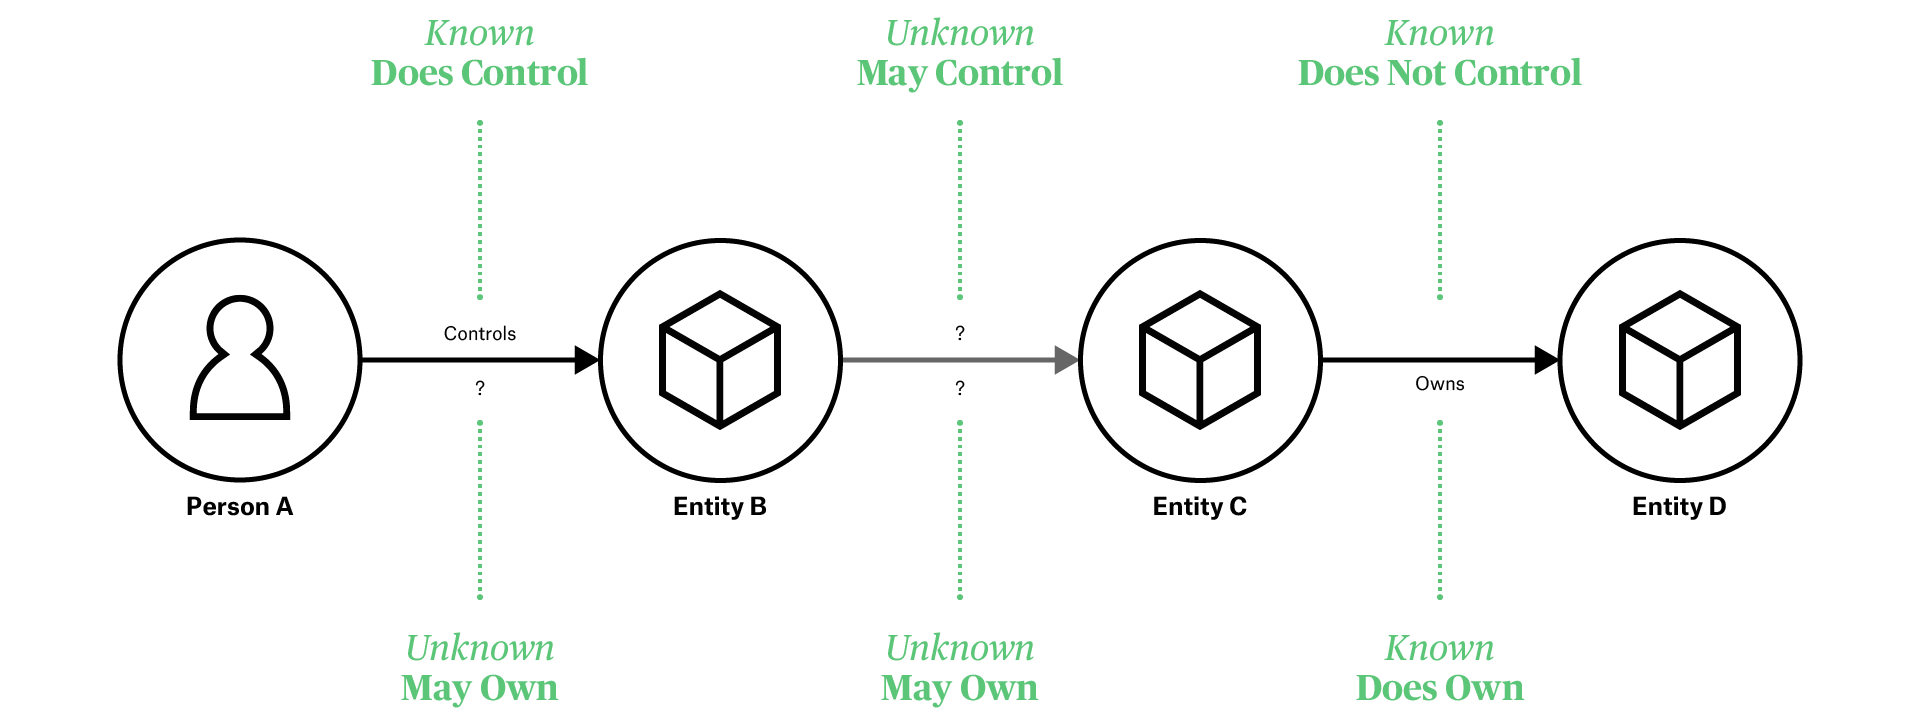 Known
Does Control
Unknown
May Control
Known
Does Not Control
Controls
?
?
?
Owns
Person A
Entity B
Entity C
Entity D
Unknown
May Own
Unknown
May Own
Known
Does Own